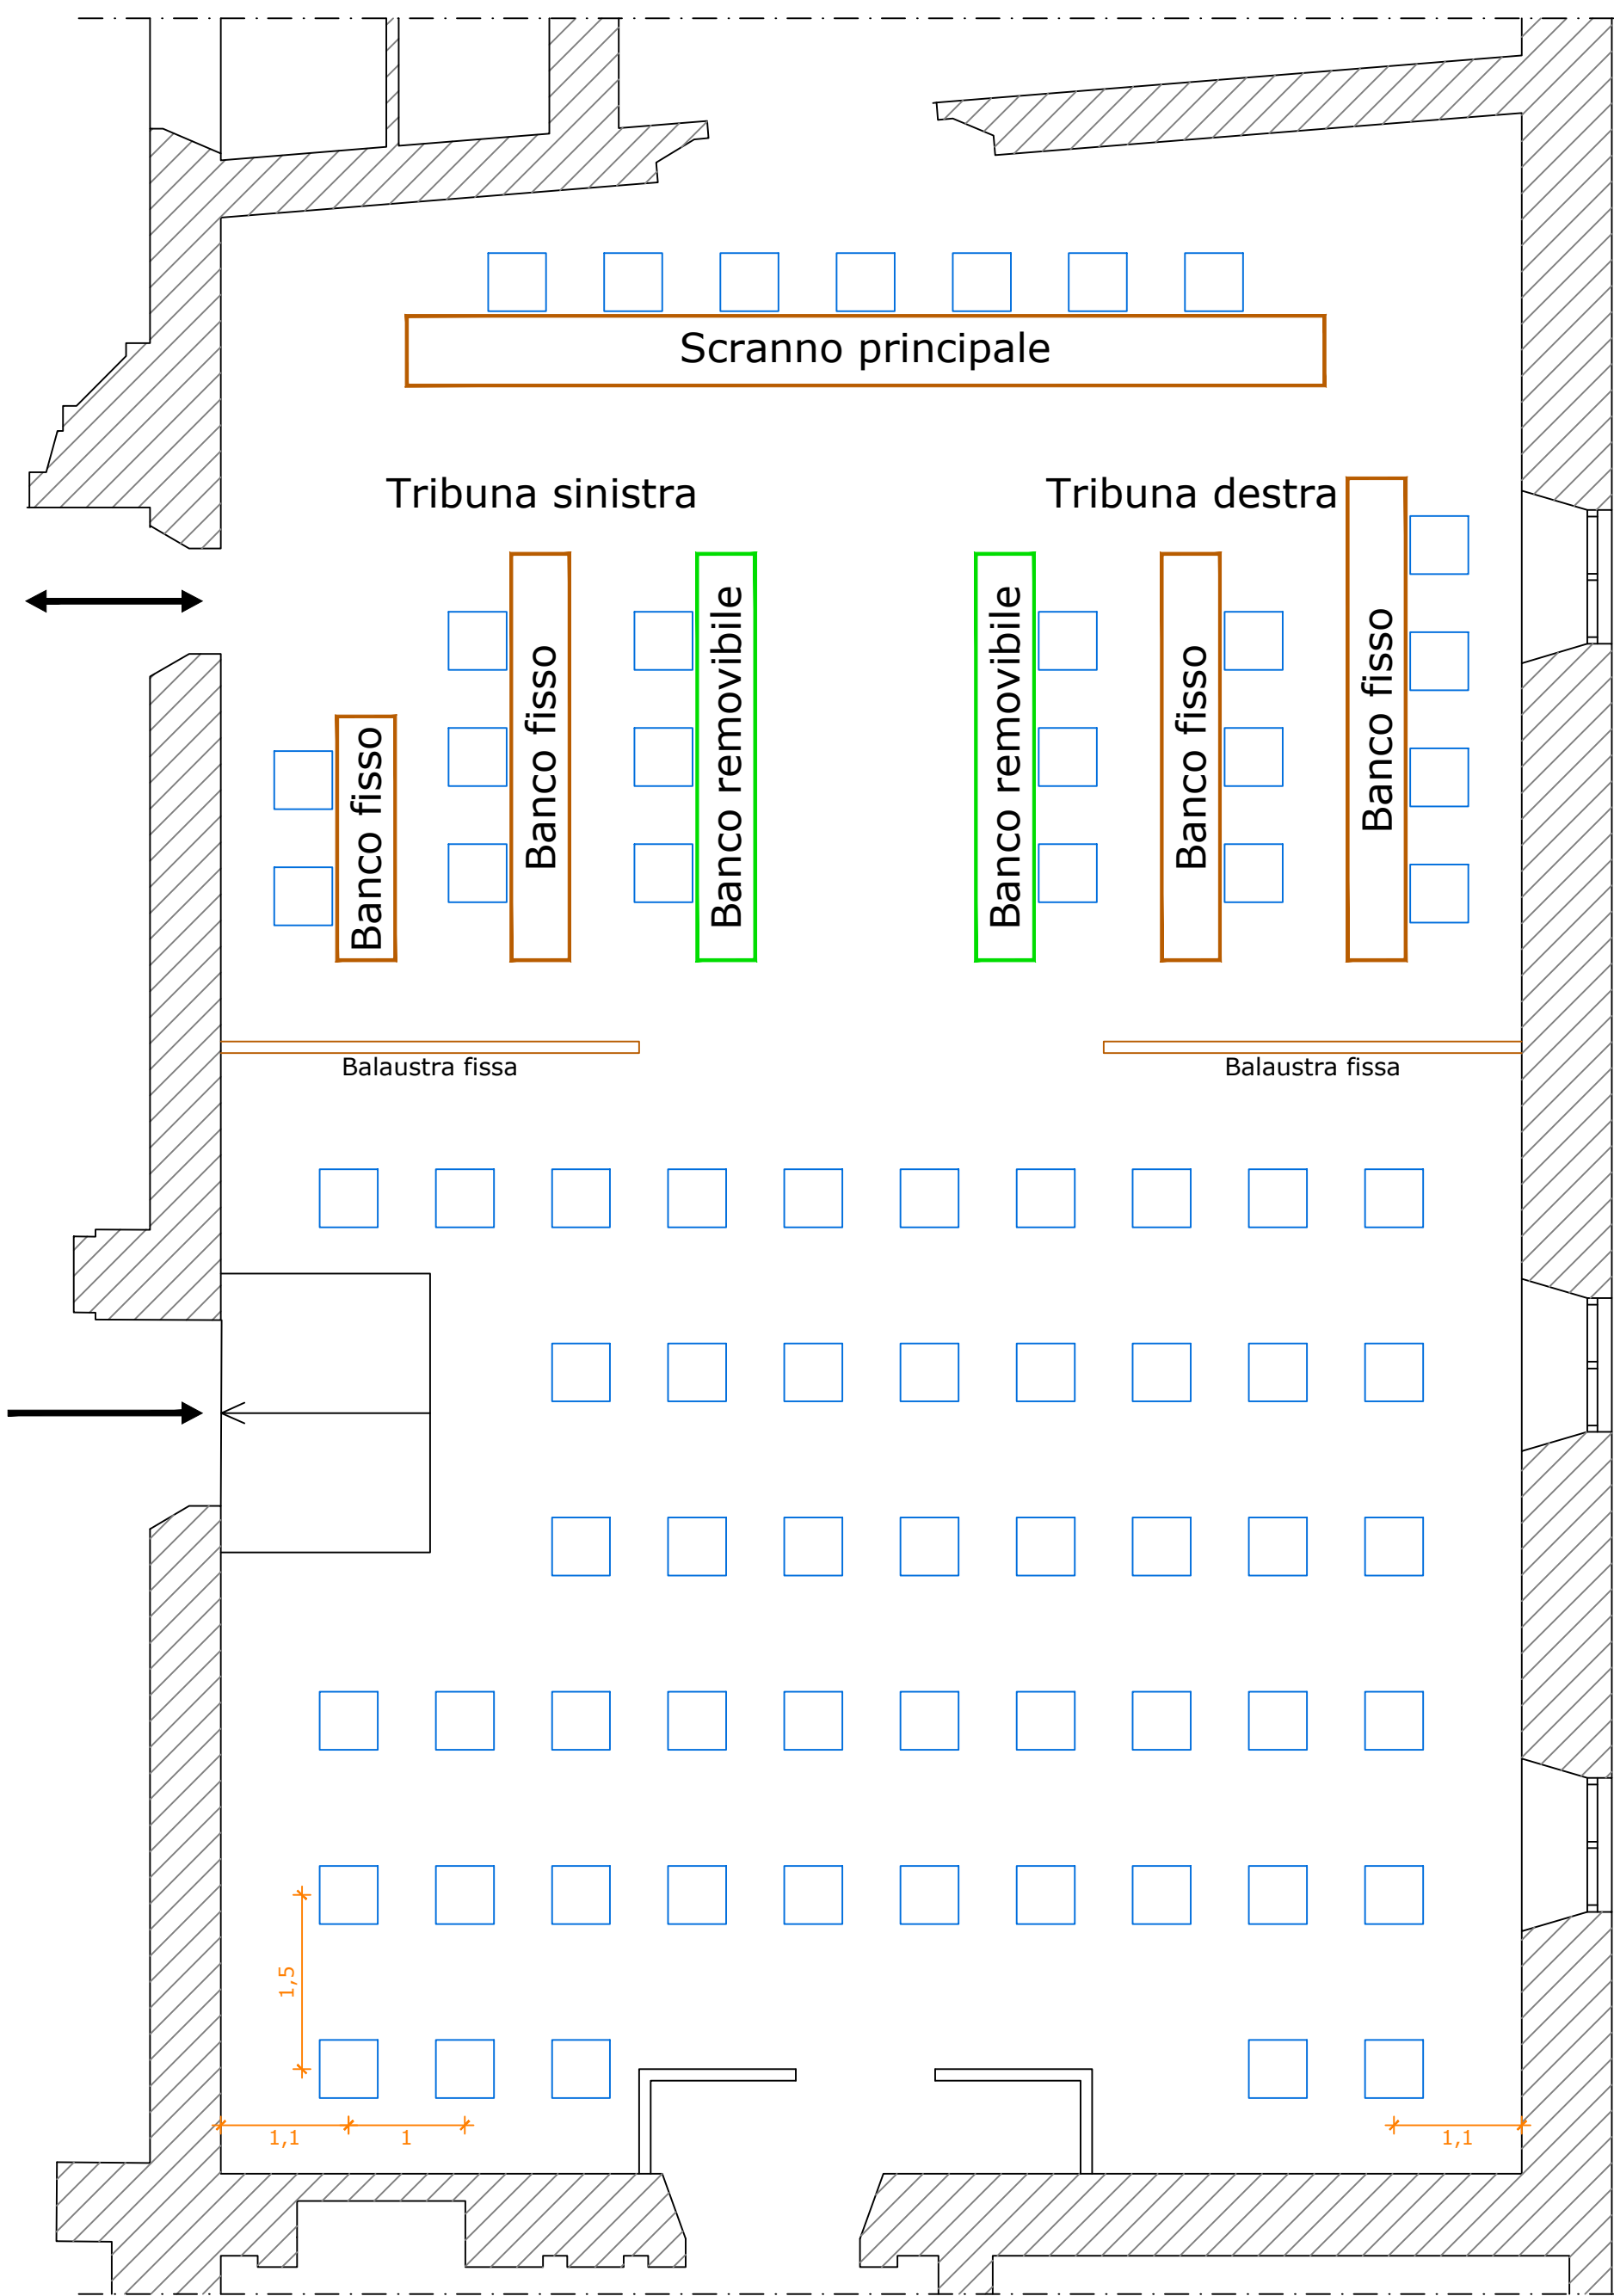 Scranno principale
Tribuna sinistra
Tribuna destra
Banco fisso
Banco fisso
Banco removibile
Banco removibile
Banco fisso
Banco fisso
Balaustra fissa
Balaustra fissa
1,5
1,1
1
1,1